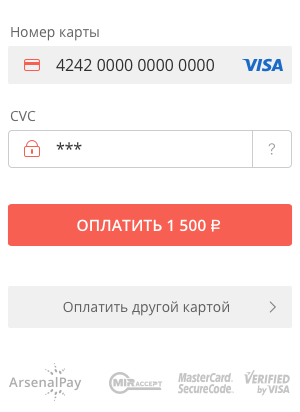 Номер карты
4242 0000 0000 0000 VISA
CVC
*** ?
ОПЛАТИТЬ 1 500 ₽
Оплатить другой картой
ArsenalPay MIR ACCEPT MasterCard. SecureCode. VERIFIED by VISA